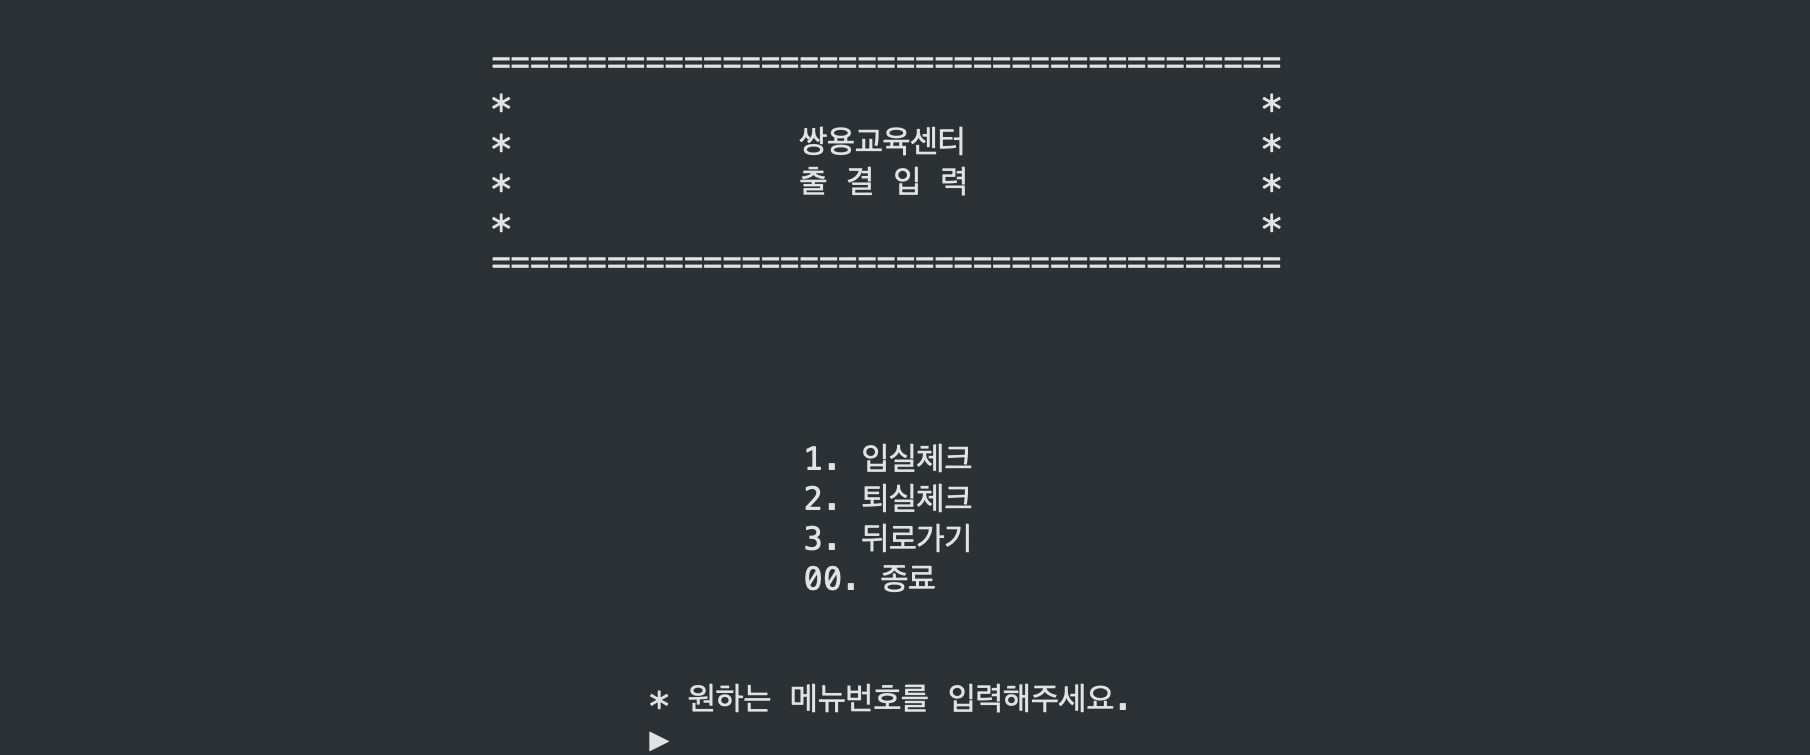 =========================================
* *
* 쌍용교육센터 *
* 출 결 입 력 *
* *
=========================================
1. 입실체크
2. 퇴실체크
3. 뒤로가기
00. 종료
* 원하는 메뉴번호를 입력해주세요.
▶